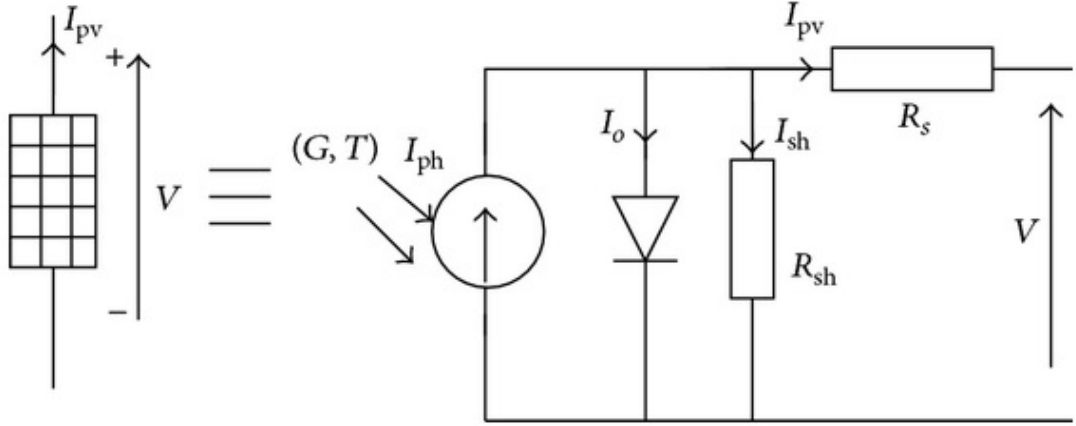 I_pv
+
V
−
(G, T)
I_ph
I_o
I_sh
R_sh
I_pv
R_s
V